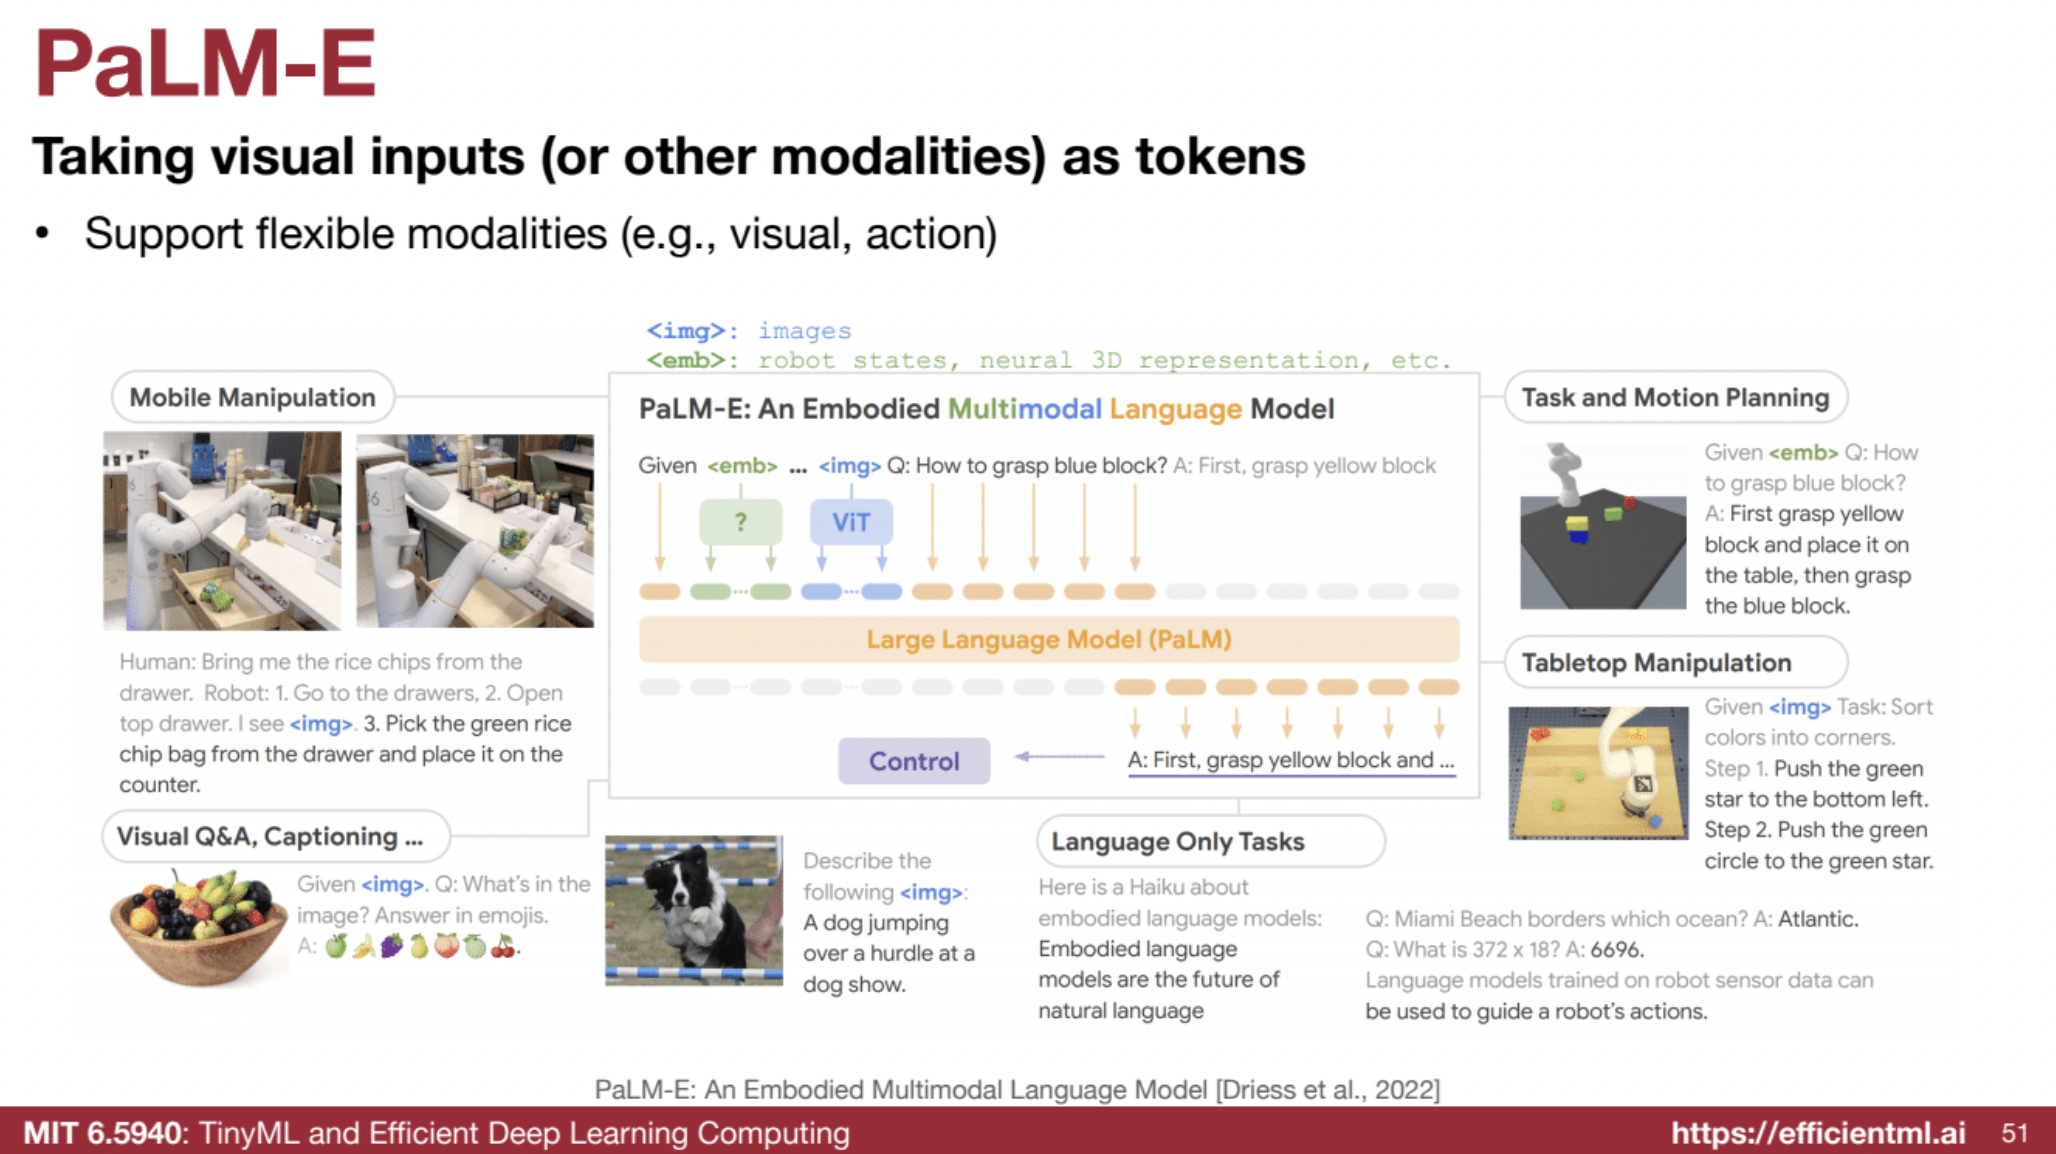 PaLM-E
Taking visual inputs (or other modalities) as tokens
• Support flexible modalities (e.g., visual, action)
<img>: images
<emb>: robot states, neural 3D representation, etc.
Mobile Manipulation
Human: Bring me the rice chips from the
drawer. Robot: 1. Go to the drawers, 2. Open
top drawer. I see <img>. 3. Pick the green rice
chip bag from the drawer and place it on the
counter.
Visual Q&A, Captioning ...
Given <img>. Q: What's in the
image? Answer in emojis.
A: 🍏🍌🍇🍐🍑🍈🍒.
Describe the
following <img>:
A dog jumping
over a hurdle at a
dog show.
PaLM-E: An Embodied Multimodal Language Model
Given <emb> ... <img> Q: How to grasp blue block? A: First, grasp yellow block
?
ViT
Large Language Model (PaLM)
Control
A: First, grasp yellow block and ...
Language Only Tasks
Here is a Haiku about
embodied language models:
Embodied language
models are the future of
natural language
Q: Miami Beach borders which ocean? A: Atlantic.
Q: What is 372 x 18? A: 6696.
Language models trained on robot sensor data can
be used to guide a robot's actions.
Task and Motion Planning
Given <emb> Q: How
to grasp blue block?
A: First grasp yellow
block and place it on
the table, then grasp
the blue block.
Tabletop Manipulation
Given <img> Task: Sort
colors into corners.
Step 1. Push the green
star to the bottom left.
Step 2. Push the green
circle to the green star.
PaLM-E: An Embodied Multimodal Language Model [Driess et al., 2022]
MIT 6.5940: TinyML and Efficient Deep Learning Computing
https://efficientml.ai
51